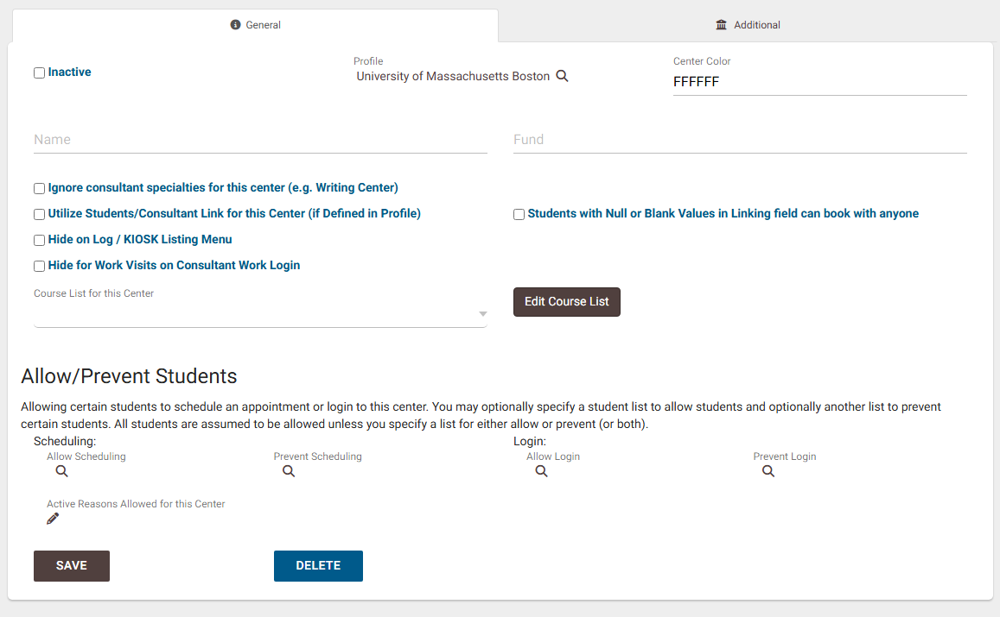 General
Additional
Inactive
Profile
University of Massachusetts Boston
Center Color
FFFFFF
Name
Fund
Ignore consultant specialties for this center (e.g. Writing Center)
Utilize Students/Consultant Link for this Center (if Defined in Profile)
Students with Null or Blank Values in Linking field can book with anyone
Hide on Log / KIOSK Listing Menu
Hide for Work Visits on Consultant Work Login
Course List for this Center
Edit Course List
Allow/Prevent Students
Allowing certain students to schedule an appointment or login to this center. You may optionally specify a student list to allow students and optionally another list to prevent
certain students. All students are assumed to be allowed unless you specify a list for either allow or prevent (or both).
Scheduling:
Login:
Allow Scheduling
Prevent Scheduling
Allow Login
Prevent Login
Active Reasons Allowed for this Center
SAVE
DELETE